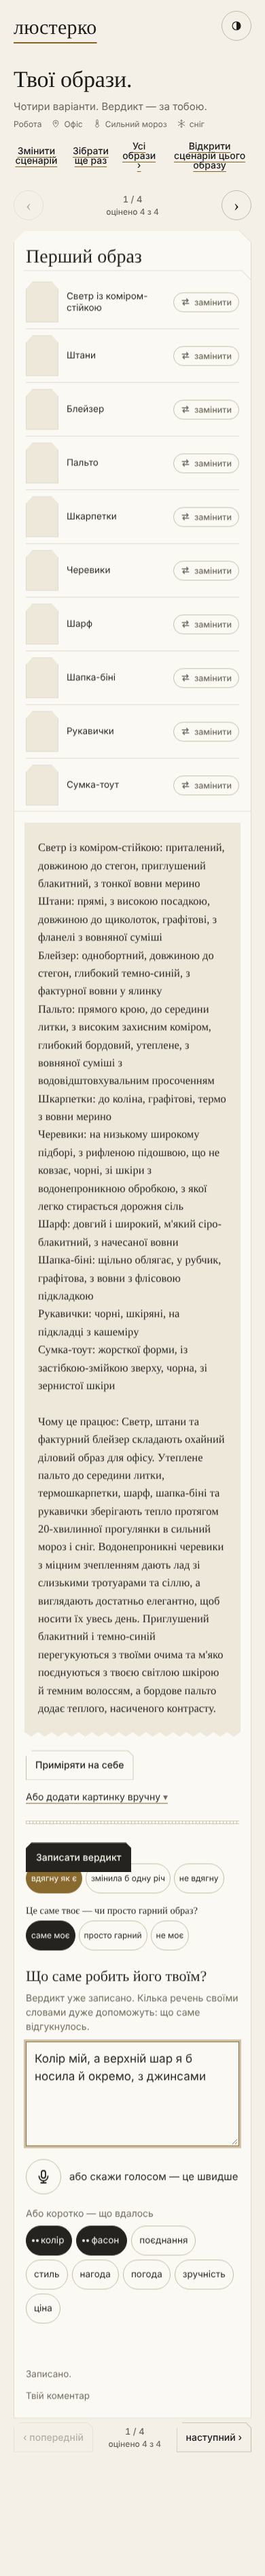 люстерко
Твої образи.
Чотири варіанти. Вердикт — за тобою.
Робота Офіс Сильний мороз сніг
Змінити сценарій
Зібрати ще раз
Усі образи ›
Відкрити сценарій цього образу
‹
1 / 4
оцінено 4 з 4
›
Перший образ
Светр із коміром-
стійкою
замінити
Штани
замінити
Блейзер
замінити
Пальто
замінити
Шкарпетки
замінити
Черевики
замінити
Шарф
замінити
Шапка-біні
замінити
Рукавички
замінити
Сумка-тоут
замінити
Светр із коміром-стійкою: приталений,
довжиною до стегон, приглушений
блакитний, з тонкої вовни мерино
Штани: прямі, з високою посадкою,
довжиною до щиколоток, графітові, з
фланелі з вовняної суміші
Блейзер: однобортний, довжиною до
стегон, глибокий темно-синій, з
фактурної вовни у ялинку
Пальто: прямого крою, до середини
литки, з високим захисним коміром,
глибокий бордовий, утеплене, з
вовняної суміші з
водовідштовхувальним просоченням
Шкарпетки: до коліна, графітові, термо
з вовни мерино
Черевики: на низькому широкому
підборі, з рифленою підошвою, що не
ковзає, чорні, зі шкіри з
водонепроникною обробкою, з якої
легко стирається дорожня сіль
Шарф: довгий і широкий, м'який сіро-
блакитний, з начесаної вовни
Шапка-біні: щільно облягає, у рубчик,
графітова, з вовни з флісовою
підкладкою
Рукавички: чорні, шкіряні, на
підкладці з кашеміру
Сумка-тоут: жорсткої форми, із
застібкою-змійкою зверху, чорна, зі
зернистої шкіри
Чому це працює: Светр, штани та
фактурний блейзер складають охайний
діловий образ для офісу. Утеплене
пальто до середини литки,
термошкарпетки, шарф, шапка-біні та
рукавички зберігають тепло протягом
20-хвилинної прогулянки в сильний
мороз і сніг. Водонепроникні черевики
з міцним зчепленням дають лад зі
слизькими тротуарами та сіллю, а
виглядають достатньо елегантно, щоб
носити їх увесь день. Приглушений
блакитний і темно-синій
перегукуються з твоїми очима та м'яко
поєднуються з твоєю світлою шкірою
й темним волоссям, а бордове пальто
додає теплого, насиченого контрасту.
Приміряти на себе
Або додати картинку вручну ▾
Записати вердикт
вдягну як є змінила б одну річ не вдягну
Це саме твоє — чи просто гарний образ?
саме моє просто гарний не моє
Що саме робить його твоїм?
Вердикт уже записано. Кілька речень своїми
словами дуже допоможуть: що саме
відгукнулось.
Колір мій, а верхній шар я б
носила й окремо, з джинсами
або скажи голосом — це швидше
Або коротко — що вдалось
•• колір •• фасон поєднання
стиль нагода погода зручність
ціна
Записано.
Твій коментар
‹ попередній
1 / 4
оцінено 4 з 4
наступний ›